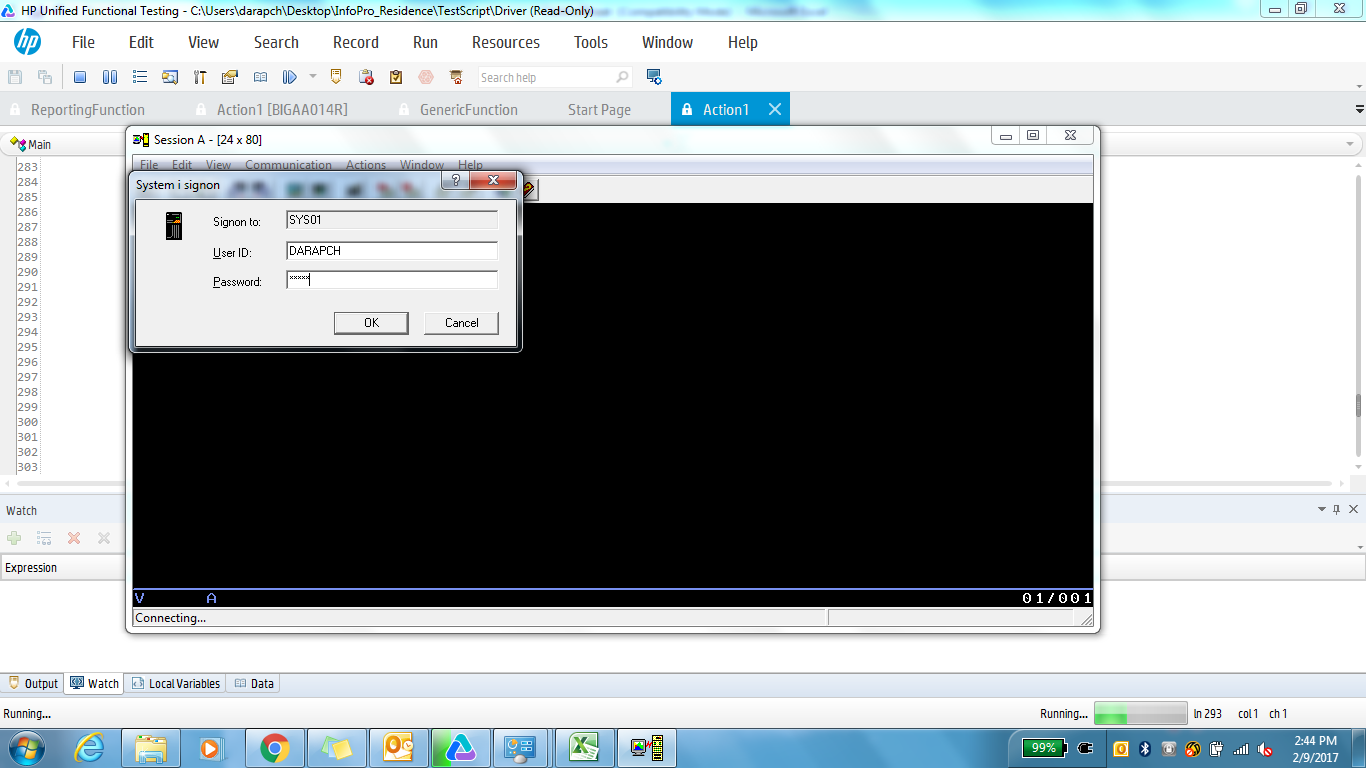 HP Unified Functional Testing - C:\Users\darapch\Desktop\InfoPro_Residence\TestScript\Driver (Read-Only)
hp File Edit View Search Record Run Resources Tools Window Help
Search help
ReportingFunction Action1 [BIGAA014R] GenericFunction Start Page Action1
Main
Session A - [24 x 80]
File Edit View Communication Actions Window Help
System i signon
Signon to: SYS01
User ID: DARAPCH
Password: *****
OK Cancel
283
284
285
286
287
288
289
290
291
292
293
294
295
296
297
298
299
300
301
302
303
V A 01/001
Connecting...
Watch
Expression
Output Watch Local Variables Data
Running... Running... ln 293 col 1 ch 1
99% 2:44 PM
2/9/2017